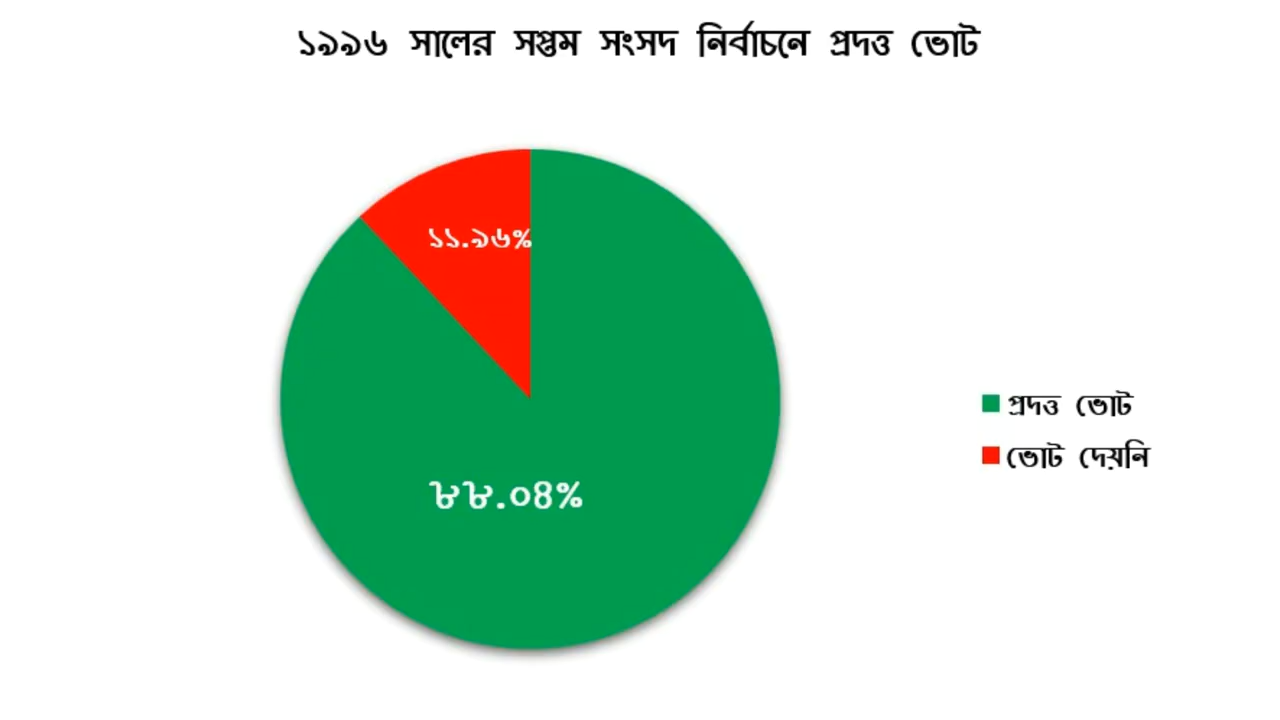 ১৯৯৬ সালের সপ্তম সংসদ নির্বাচনে প্রদত্ত ভোট
১১.৯৬%
প্রদত্ত ভোট
ভোট দেয়নি
৮৮.০৪%